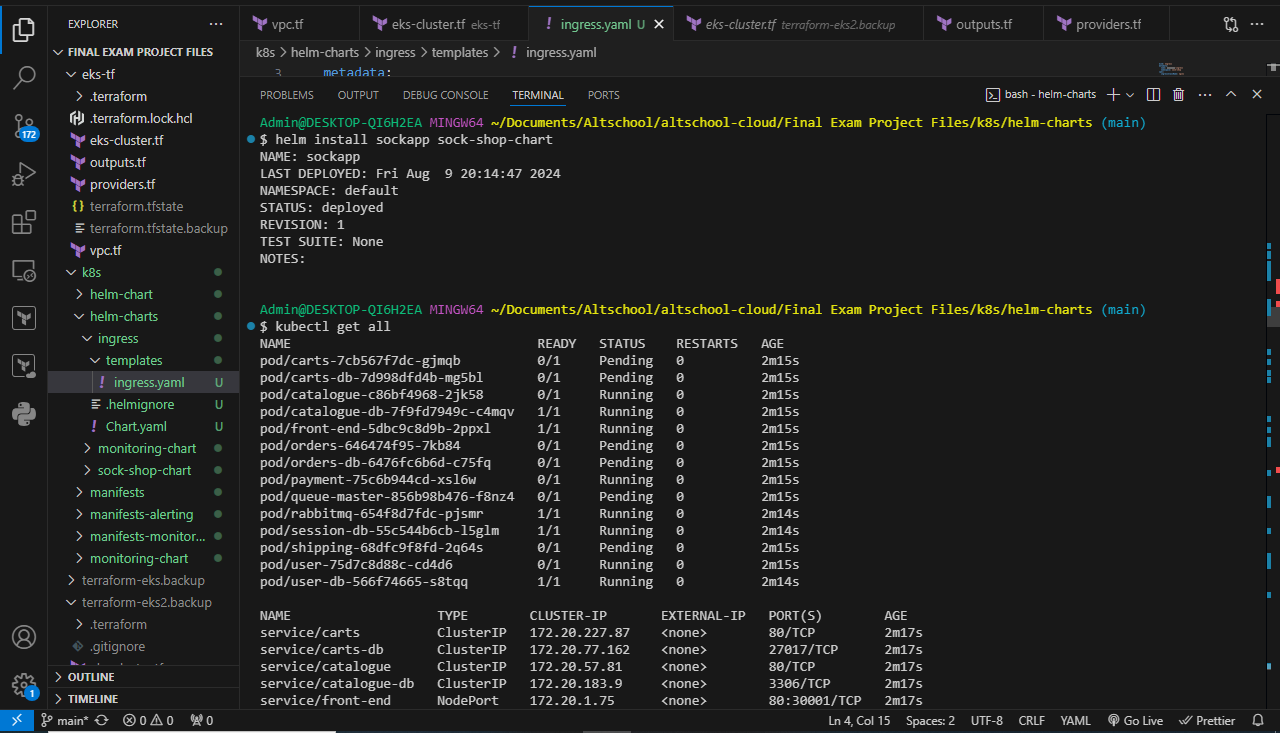 EXPLORER
FINAL EXAM PROJECT FILES
eks-tf
.terraform
.terraform.lock.hcl
eks-cluster.tf
outputs.tf
providers.tf
terraform.tfstate
terraform.tfstate.backup
vpc.tf
k8s
helm-chart
helm-charts
ingress
templates
ingress.yaml U
.helmignore U
Chart.yaml U
monitoring-chart
sock-shop-chart
manifests
manifests-alerting
manifests-monitor...
monitoring-chart
terraform-eks.backup
terraform-eks2.backup
.terraform
.gitignore
OUTLINE
TIMELINE
172
1
vpc.tf
eks-cluster.tf eks-tf
ingress.yaml U
eks-cluster.tf terraform-eks2.backup
outputs.tf
providers.tf
k8s > helm-charts > ingress > templates > ! ingress.yaml
3 metadata:
PROBLEMS OUTPUT DEBUG CONSOLE TERMINAL PORTS
bash - helm-charts
Admin@DESKTOP-QI6H2EA MINGW64 ~/Documents/Altschool/altschool-cloud/Final Exam Project Files/k8s/helm-charts (main)
$ helm install sockapp sock-shop-chart
NAME: sockapp
LAST DEPLOYED: Fri Aug  9 20:14:47 2024
NAMESPACE: default
STATUS: deployed
REVISION: 1
TEST SUITE: None
NOTES:
Admin@DESKTOP-QI6H2EA MINGW64 ~/Documents/Altschool/altschool-cloud/Final Exam Project Files/k8s/helm-charts (main)
$ kubectl get all
NAME READY STATUS RESTARTS AGE
pod/carts-7cb567f7dc-gjmqb 0/1 Pending 0 2m15s
pod/carts-db-7d998dfd4b-mg5bl 0/1 Pending 0 2m15s
pod/catalogue-c86bf4968-2jk58 0/1 Running 0 2m15s
pod/catalogue-db-7f9fd7949c-c4mqv 1/1 Running 0 2m15s
pod/front-end-5dbc9c8d9b-2ppxl 1/1 Running 0 2m15s
pod/orders-646474f95-7kb84 0/1 Pending 0 2m15s
pod/orders-db-6476fc6b6d-c75fq 0/1 Pending 0 2m15s
pod/payment-75c6b944cd-xsl6w 0/1 Running 0 2m15s
pod/queue-master-856b98b476-f8nz4 0/1 Pending 0 2m15s
pod/rabbitmq-654f8d7fdc-pjsmr 1/1 Running 0 2m14s
pod/session-db-55c544b6cb-l5glm 1/1 Running 0 2m14s
pod/shipping-68dfc9f8fd-2q64s 0/1 Pending 0 2m15s
pod/user-75d7c8d88c-cd4d6 0/1 Running 0 2m15s
pod/user-db-566f74665-s8tqq 1/1 Running 0 2m14s
NAME TYPE CLUSTER-IP EXTERNAL-IP PORT(S) AGE
service/carts ClusterIP 172.20.227.87 <none> 80/TCP 2m17s
service/carts-db ClusterIP 172.20.77.162 <none> 27017/TCP 2m17s
service/catalogue ClusterIP 172.20.57.81 <none> 80/TCP 2m17s
service/catalogue-db ClusterIP 172.20.183.9 <none> 3306/TCP 2m17s
service/front-end NodePort 172.20.1.75 <none> 80:30001/TCP 2m17s
main* 0 0 0 Ln 4, Col 15 Spaces: 2 UTF-8 CRLF YAML Go Live Prettier